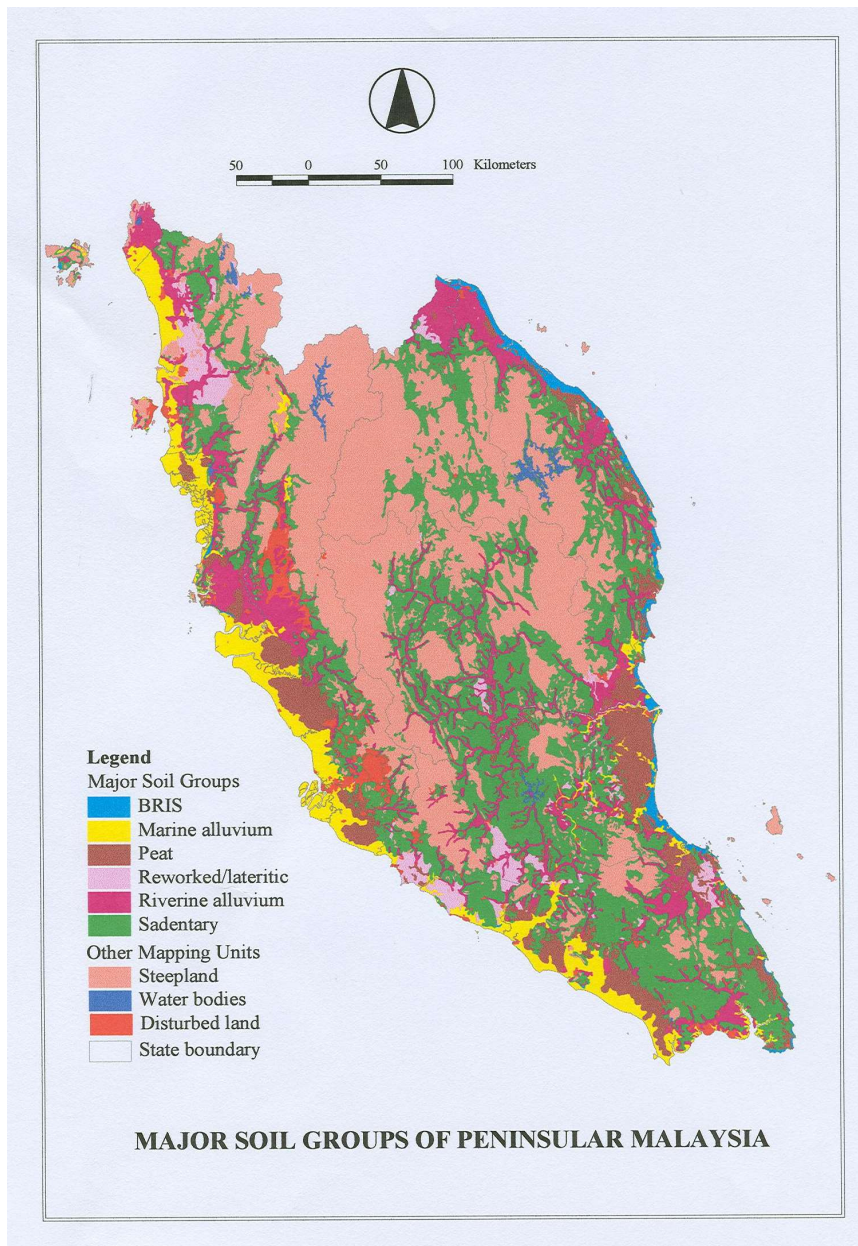 50 0 50 100 Kilometers
Legend
Major Soil Groups
BRIS
Marine alluvium
Peat
Reworked/lateritic
Riverine alluvium
Sadentary
Other Mapping Units
Steepland
Water bodies
Disturbed land
State boundary
MAJOR SOIL GROUPS OF PENINSULAR MALAYSIA